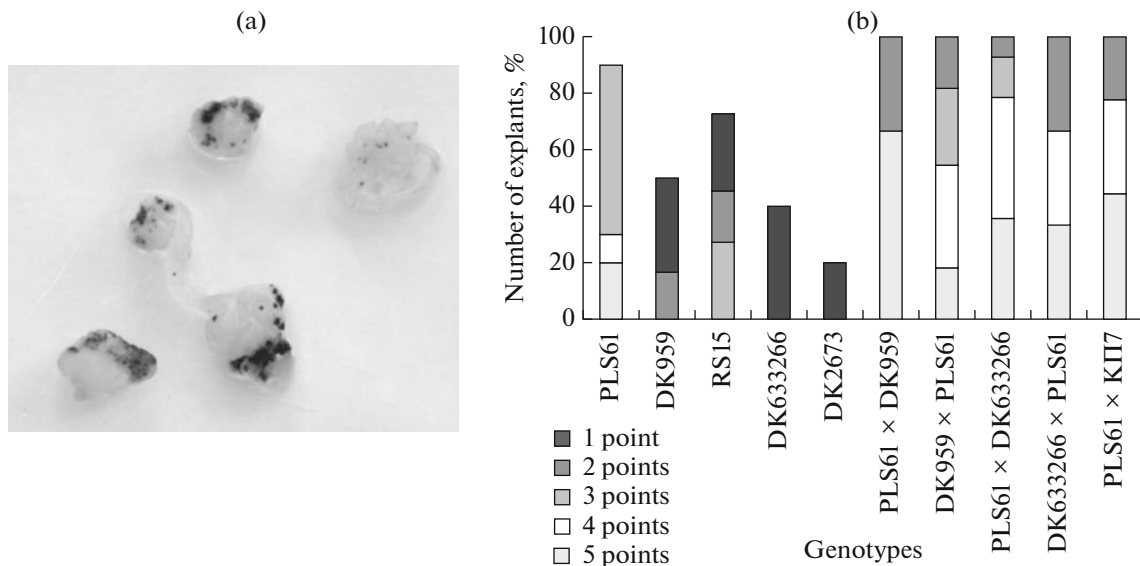 (a)
(b)
Number of explants, %
100
80
60
40
20
0
PLS61
DK959
RS15
DK633266
DK2673
PLS61 × DK959
DK959 × PLS61
PLS61 × DK633266
DK633266 × PLS61
PLS61 × KII7
1 point
2 points
3 points
4 points
5 points
Genotypes